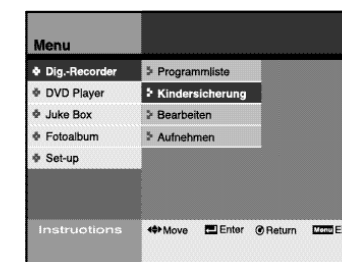 Menu
Dig.-Recorder
Programmliste
DVD Player
Kindersicherung
Juke Box
Bearbeiten
Fotoalbum
Aufnehmen
Set-up
Instructions Move Enter Return Menu E